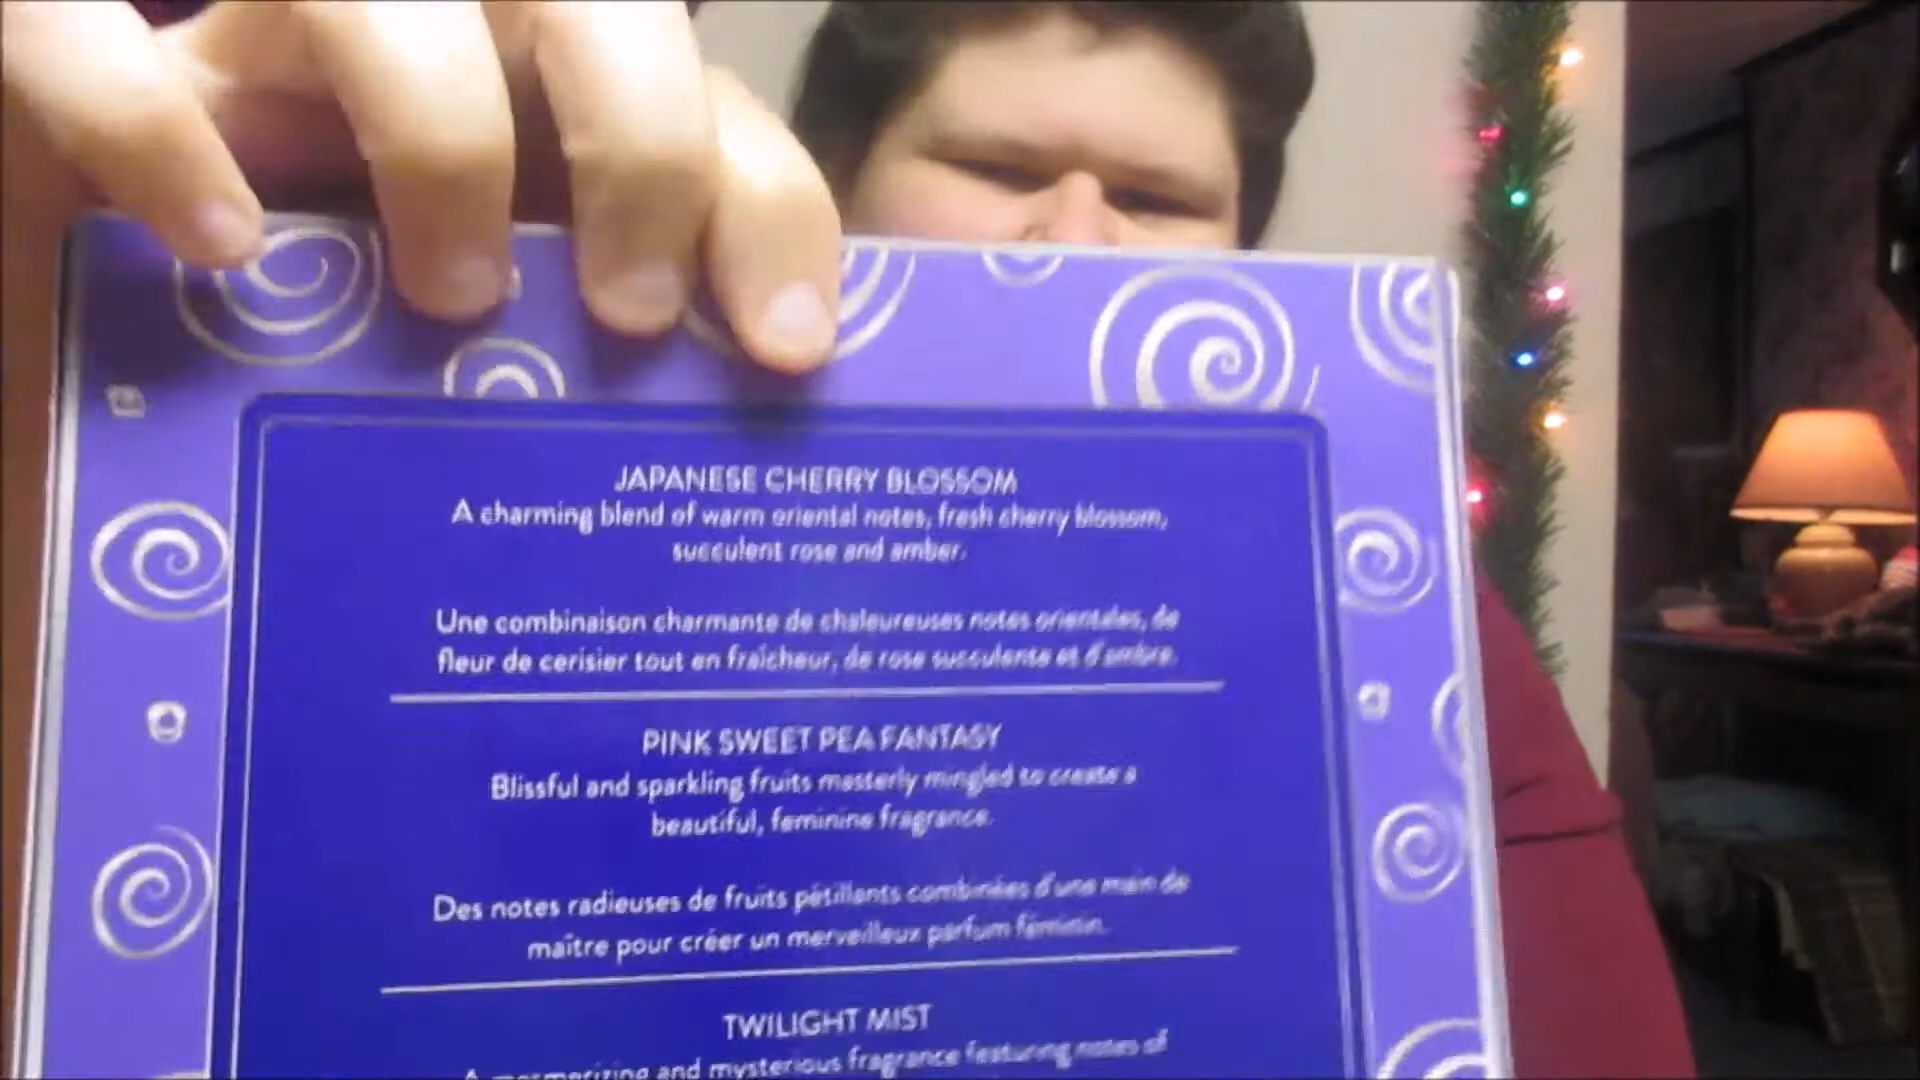 JAPANESE CHERRY BLOSSOM
A charming blend of warm oriental notes, fresh cherry blossom,
succulent rose and amber.
Une combinaison charmante de chaleureuses notes orientales, de
fleur de cerisier tout en fraîcheur, de rose succulente et d'ambre.
PINK SWEET PEA FANTASY
Blissful and sparkling fruits masterly mingled to create a
beautiful, feminine fragrance.
Des notes radieuses de fruits pétillants combinées d'une main de
maître pour créer un merveilleux parfum féminin.
TWILIGHT MIST
A mesmerizing and mysterious fragrance featuring notes of